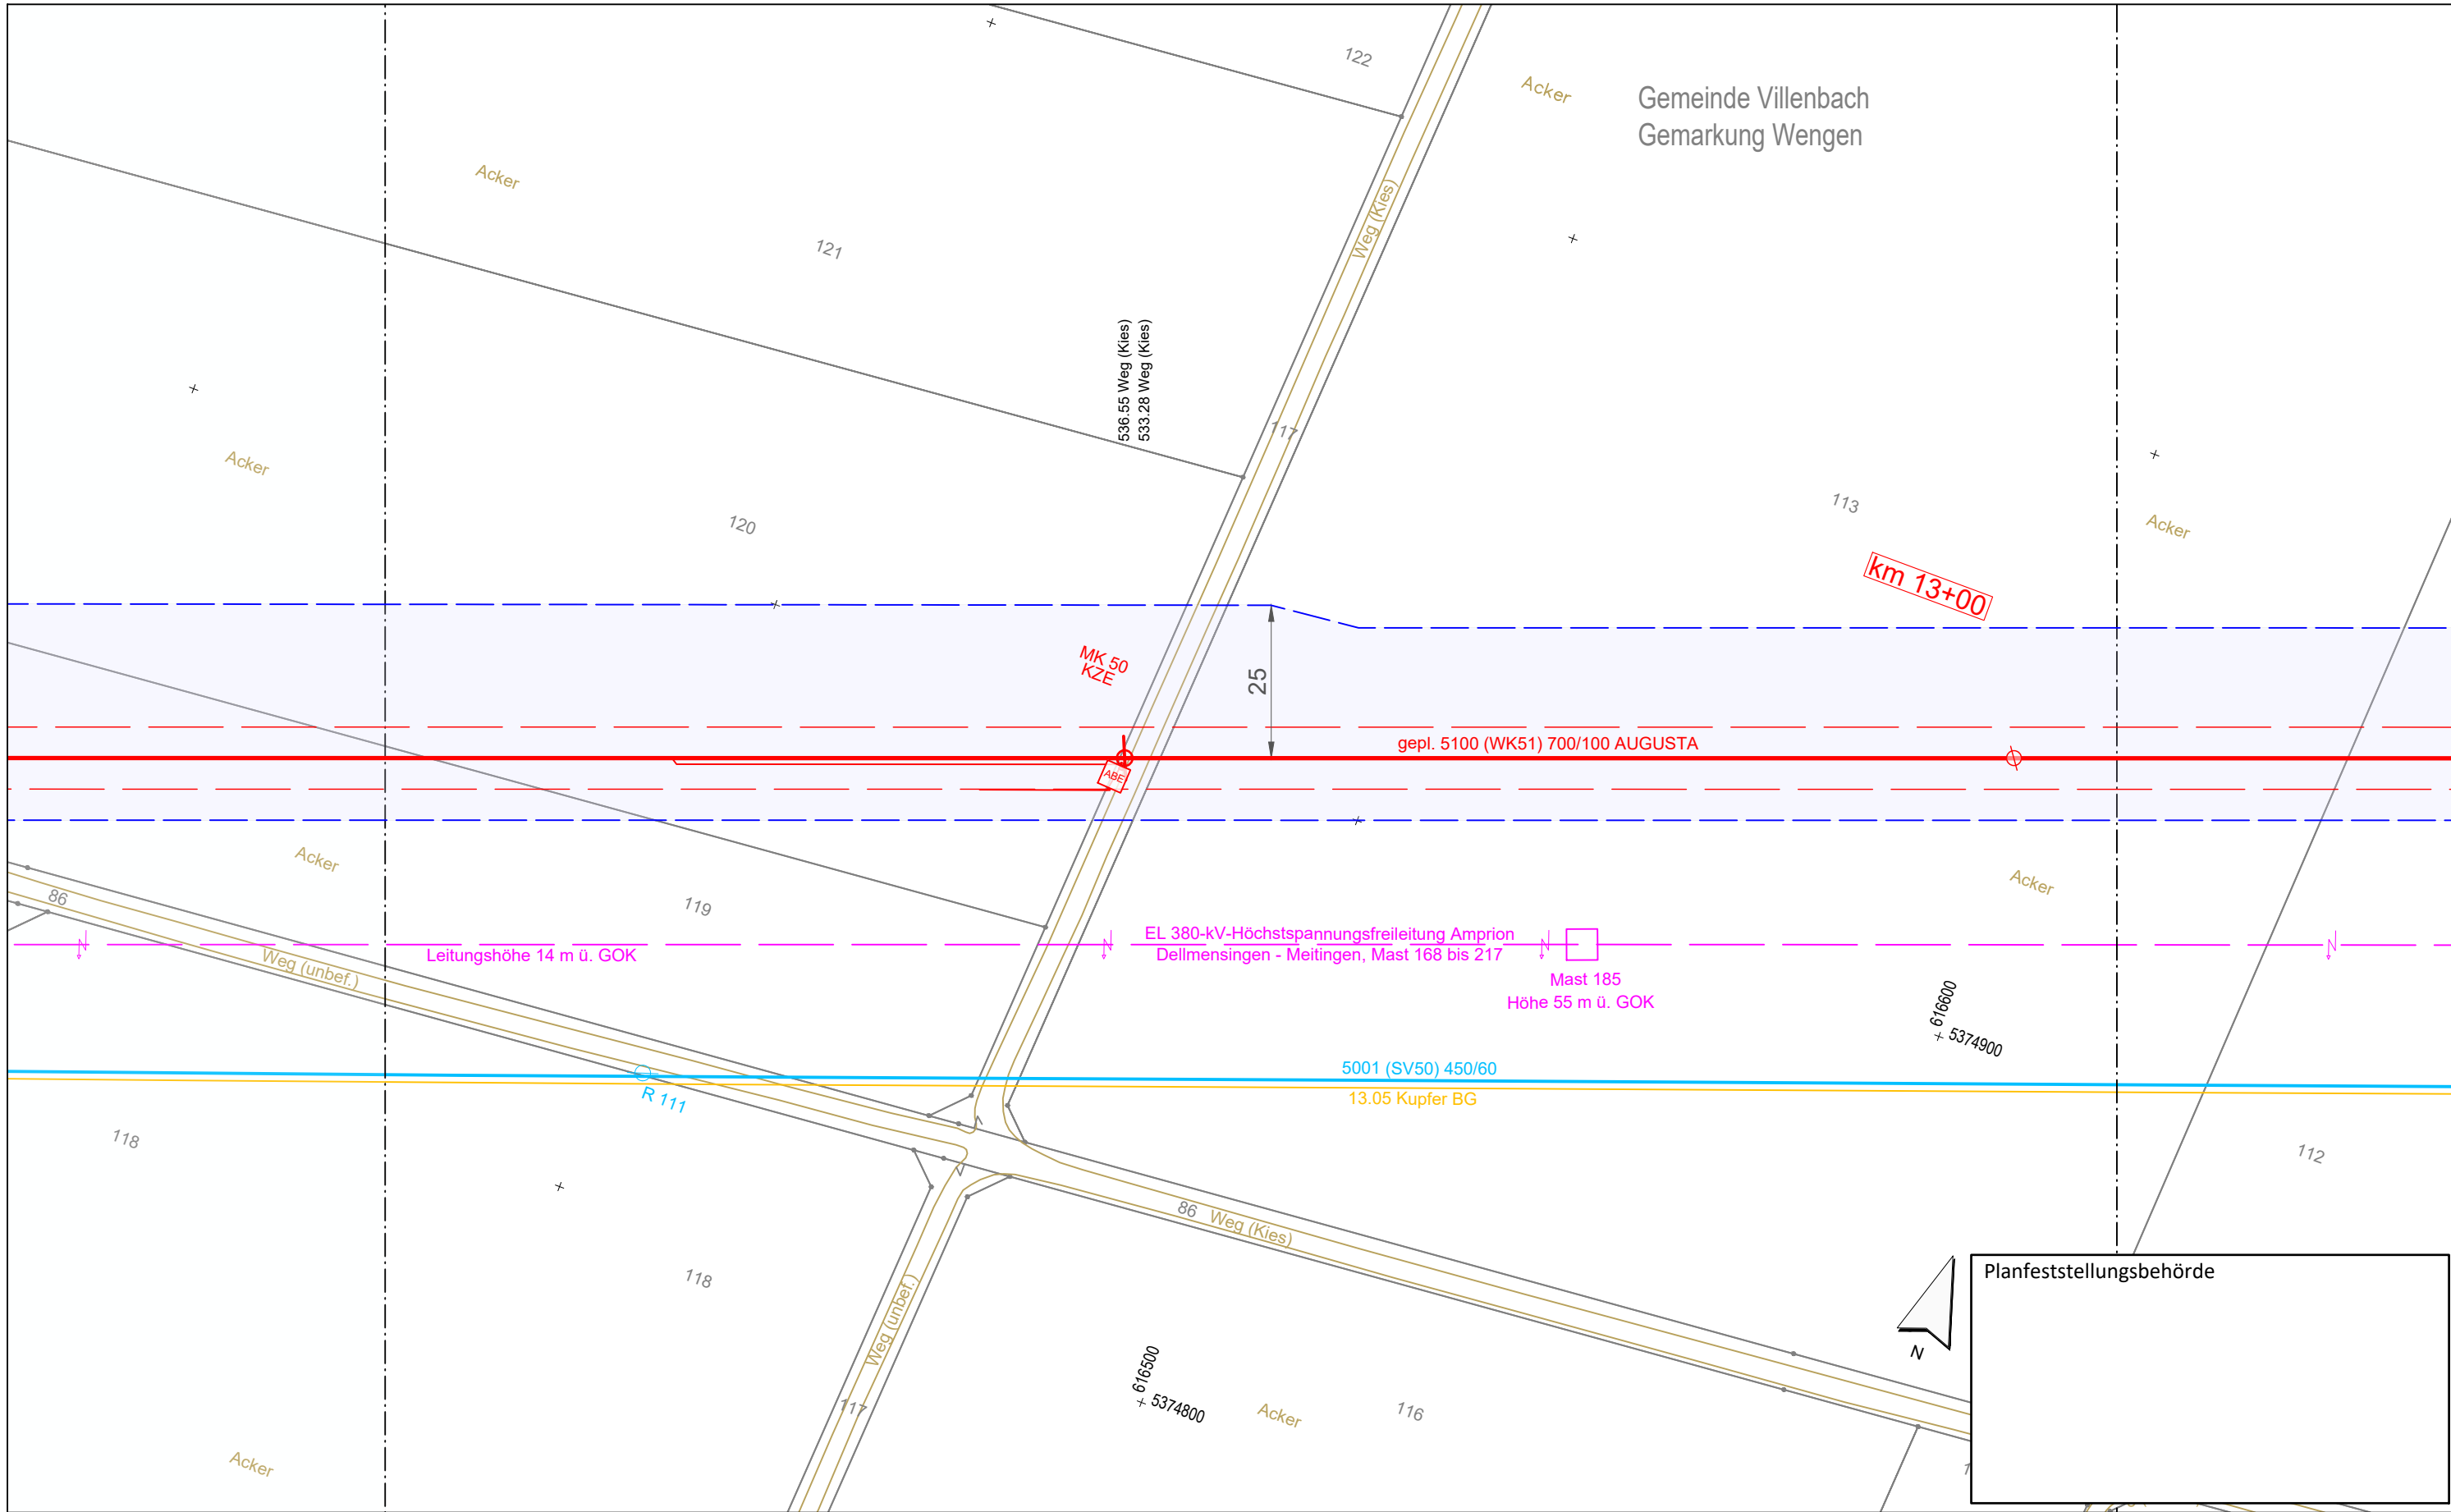 122
Acker
Gemeinde Villenbach
Gemarkung Wengen
Acker
Weg (Kies)
121
536.55 Weg (Kies)
533.28 Weg (Kies)
117
Acker
120
113
Acker
km 13+00
MK 50
KZE
25
gepl. 5100 (WK51) 700/100 AUGUSTA
ABE
Acker
86
119
Acker
EL 380-kV-Höchstspannungsfreileitung Amprion
Dellmensingen - Meitingen, Mast 168 bis 217
Leitungshöhe 14 m ü. GOK
Weg (unbef.)
Mast 185
Höhe 55 m ü. GOK
616600
5374900
5001 (SV50) 450/60
13.05 Kupfer BG
R 111
118
112
86 Weg (Kies)
118
Weg (unbef.)
Planfeststellungsbehörde
N
616500
5374800
117
Acker
116
Acker